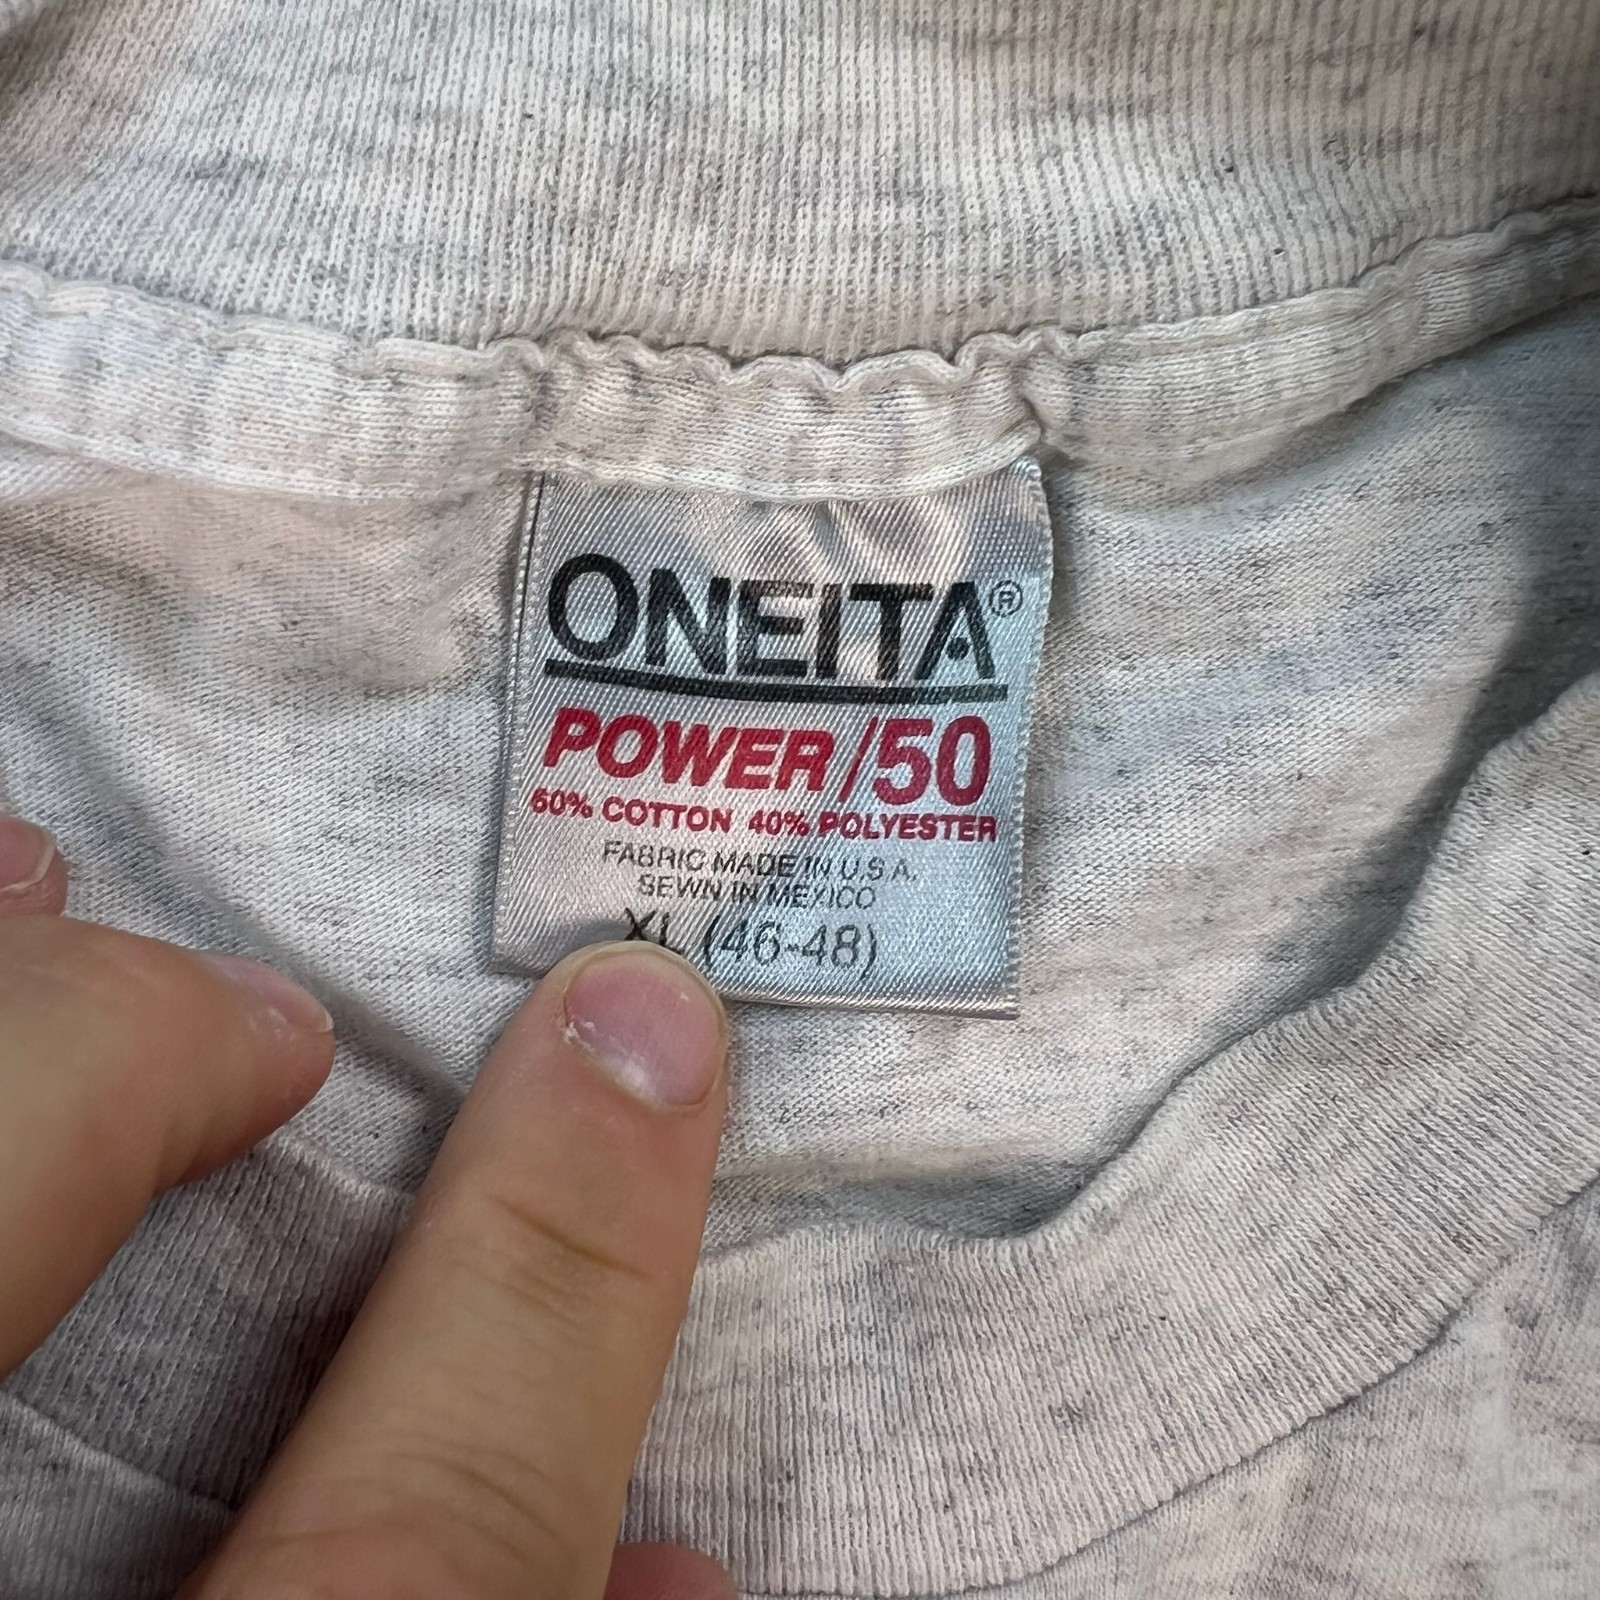 ONEITA®
POWER/50
60% COTTON 40% POLYESTER
FABRIC MADE IN U.S.A.
SEWN IN MEXICO
XL (46-48)